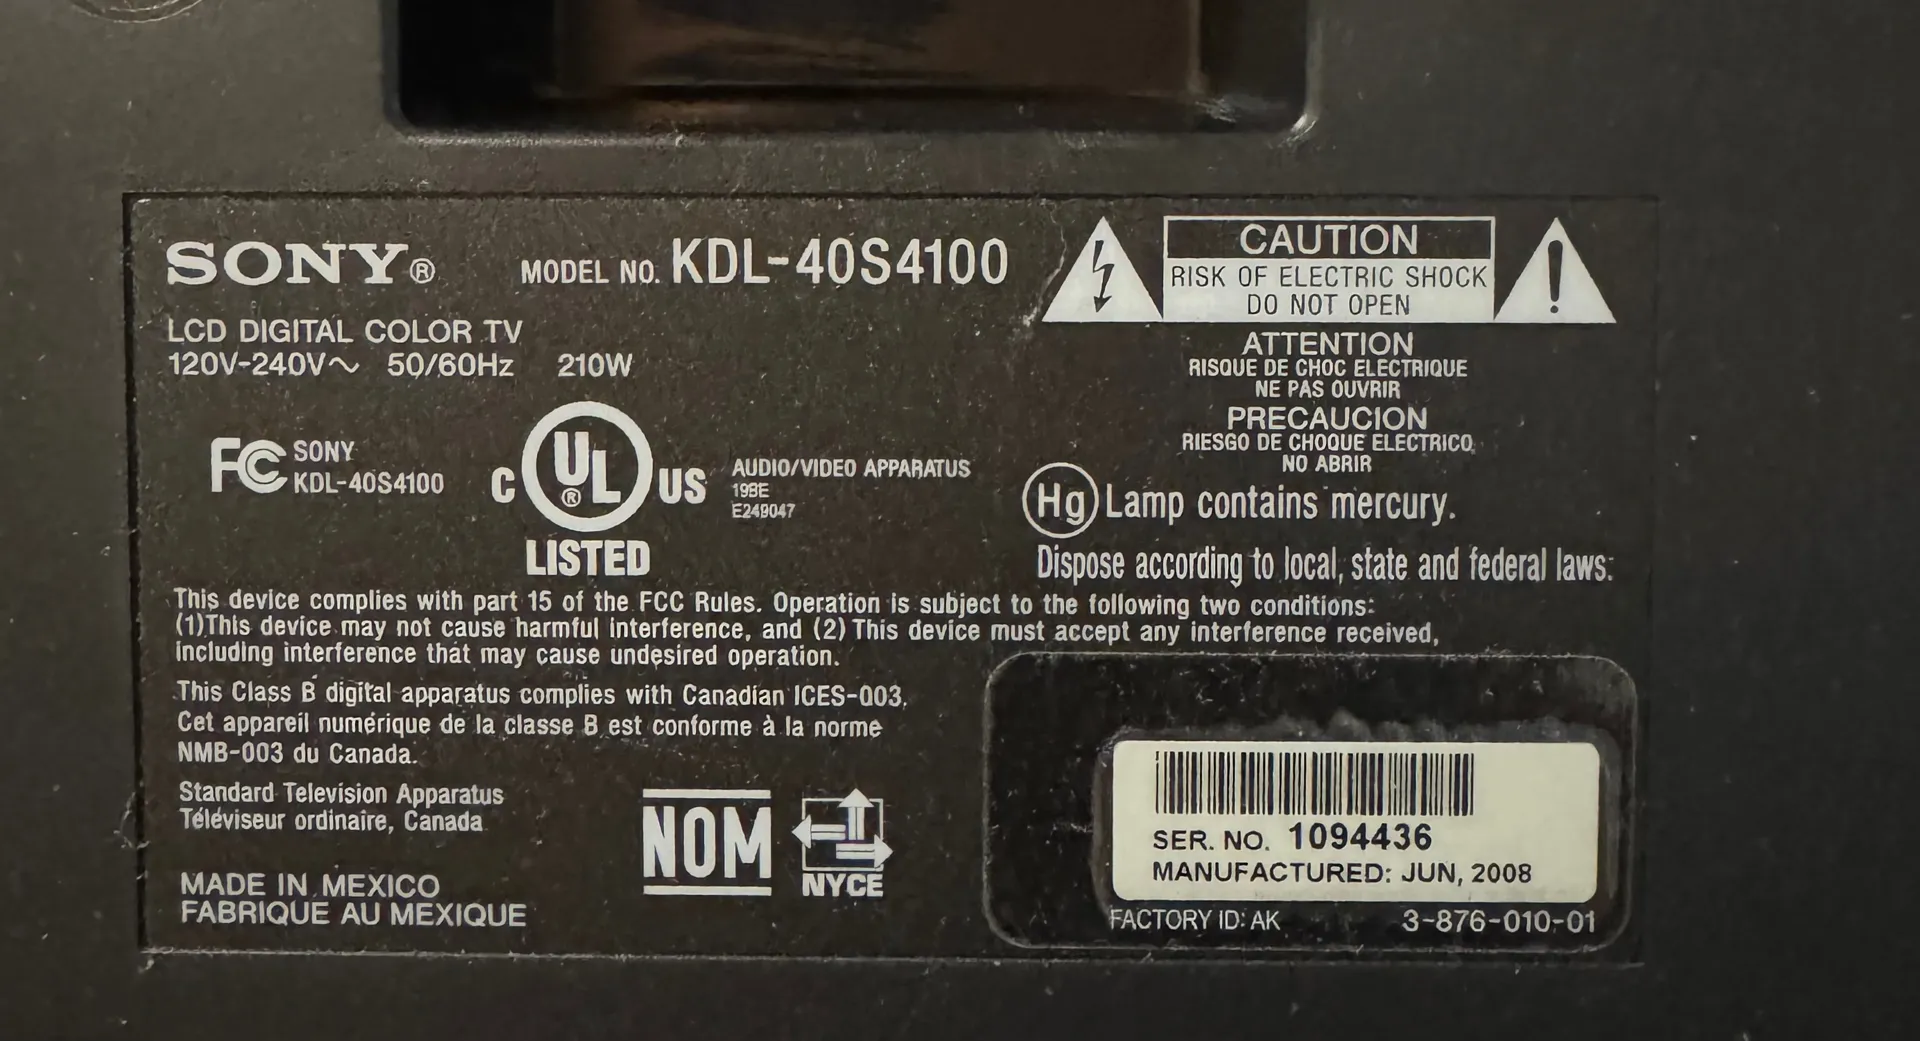 SONY®
MODEL NO. KDL-40S4100
LCD DIGITAL COLOR TV
120V-240V~ 50/60Hz 210W
FC SONY
KDL-40S4100
C UL® US
LISTED
AUDIO/VIDEO APPARATUS
198E
E249047
CAUTION
RISK OF ELECTRIC SHOCK
DO NOT OPEN
ATTENTION
RISQUE DE CHOC ELECTRIQUE
NE PAS OUVRIR
PRECAUCION
RIESGO DE CHOQUE ELECTRICO,
NO ABRIR
Hg Lamp contains mercury.
Dispose according to local, state and federal laws.
This device complies with part 15 of the FCC Rules. Operation is subject to the following two conditions:
(1)This device may not cause harmful interference, and (2) This device must accept any interference received,
including interference that may cause undesired operation.
This Class B digital apparatus complies with Canadian ICES-003.
Cet appareil numérique de la classe B est conforme à la norme
NMB-003 du Canada.
Standard Television Apparatus
Téléviseur ordinaire, Canada
MADE IN MEXICO
FABRIQUE AU MEXIQUE
NOM
NYCE
SER. NO. 1094436
MANUFACTURED: JUN, 2008
FACTORY ID: AK 3-876-010-01